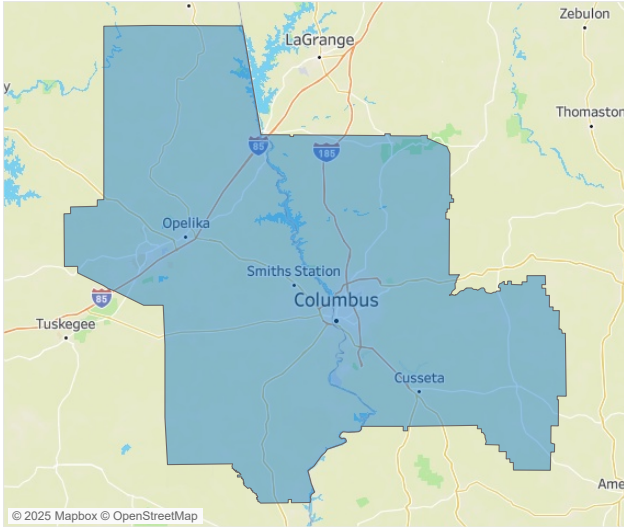 Zebulon
LaGrange
y
Thomaston
85
185
Opelika
Smiths Station
85
Columbus
Tuskegee
Cusseta
Ame
© 2025 Mapbox © OpenStreetMap